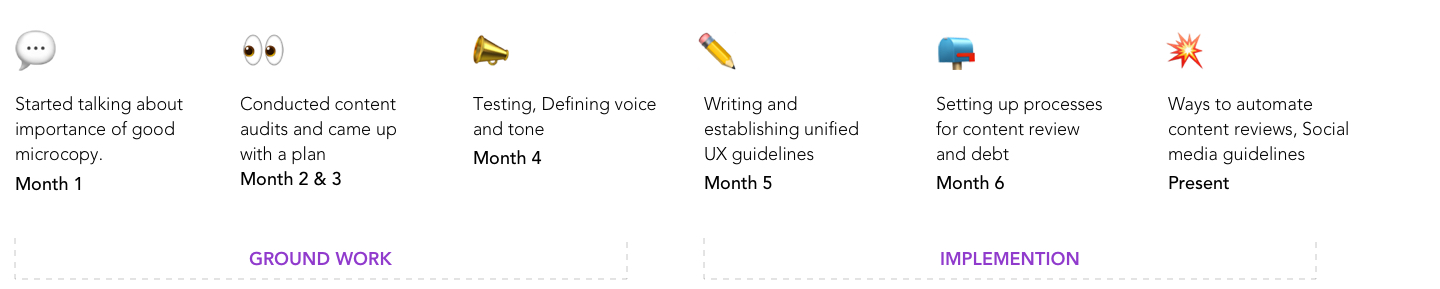 Started talking about
importance of good
microcopy.
Month 1
Conducted content
audits and came up
with a plan
Month 2 & 3
Testing, Defining voice
and tone
Month 4
Writing and
establishing unified
UX guidelines
Month 5
Setting up processes
for content review
and debt
Month 6
Ways to automate
content reviews, Social
media guidelines
Present
GROUND WORK
IMPLEMENTION